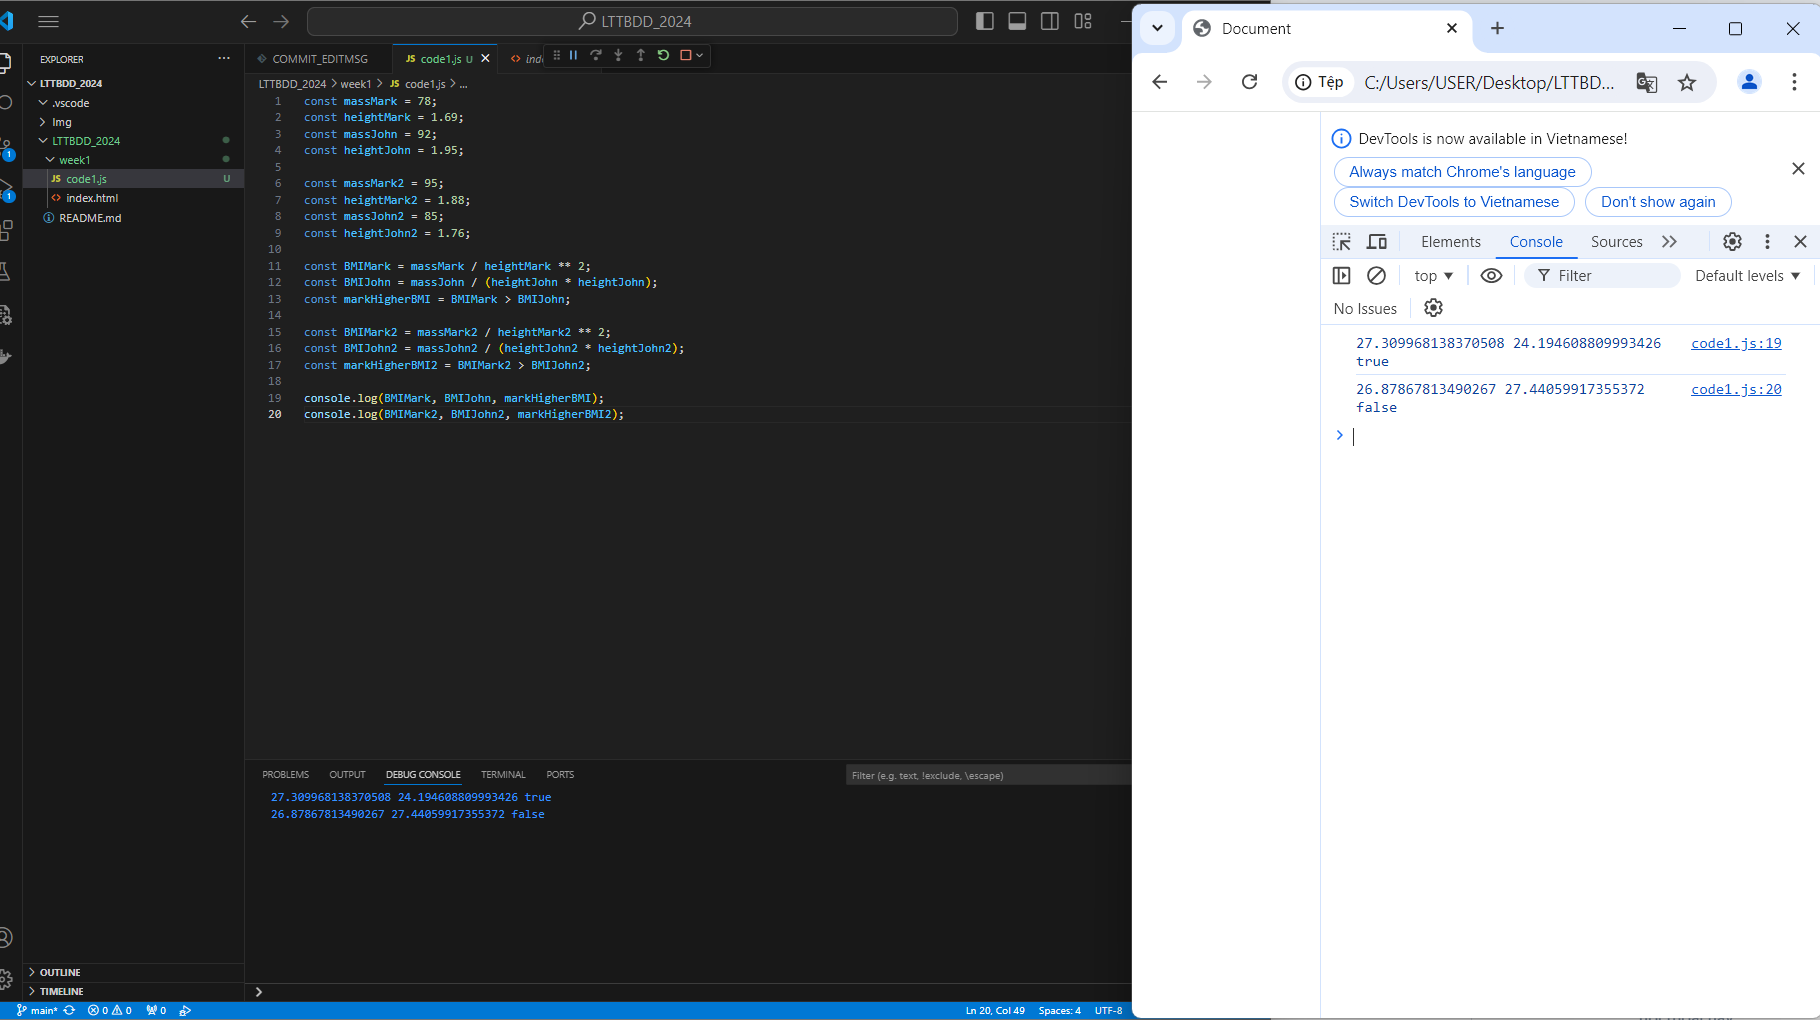 LTTBDD_2024
EXPLORER
LTTBDD_2024
.vscode
Img
LTTBDD_2024
week1
JS code1.js U
<> index.html
README.md
OUTLINE
TIMELINE
1
1
COMMIT_EDITMSG
JS code1.js U
<> ind
LTTBDD_2024 > week1 > JS code1.js > ...
1 const massMark = 78;
2 const heightMark = 1.69;
3 const massJohn = 92;
4 const heightJohn = 1.95;
5
6 const massMark2 = 95;
7 const heightMark2 = 1.88;
8 const massJohn2 = 85;
9 const heightJohn2 = 1.76;
10
11 const BMIMark = massMark / heightMark ** 2;
12 const BMIJohn = massJohn / (heightJohn * heightJohn);
13 const markHigherBMI = BMIMark > BMIJohn;
14
15 const BMIMark2 = massMark2 / heightMark2 ** 2;
16 const BMIJohn2 = massJohn2 / (heightJohn2 * heightJohn2);
17 const markHigherBMI2 = BMIMark2 > BMIJohn2;
18
19 console.log(BMIMark, BMIJohn, markHigherBMI);
20 console.log(BMIMark2, BMIJohn2, markHigherBMI2);
PROBLEMS OUTPUT DEBUG CONSOLE TERMINAL PORTS
Filter (e.g. text, !exclude, \escape)
27.309968138370508 24.194608809993426 true
26.87867813490267 27.44059917355372 false
>
main* 0 0 0
Ln 20, Col 49 Spaces: 4 UTF-8
Document
Tệp C:/Users/USER/Desktop/LTTBD...
DevTools is now available in Vietnamese!
Always match Chrome's language
Switch DevTools to Vietnamese
Don't show again
Elements Console Sources
top
Filter
Default levels
No Issues
27.309968138370508 24.194608809993426 code1.js:19
true
26.87867813490267 27.44059917355372 code1.js:20
false
>